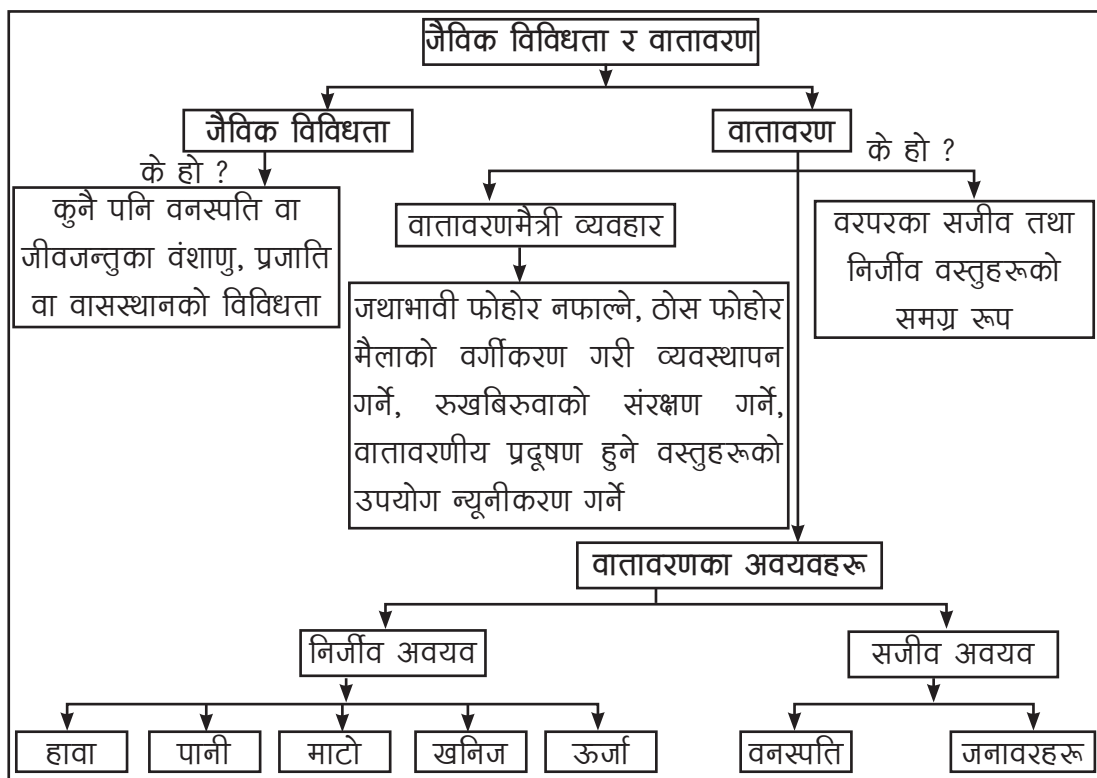 जैविक विविधता र वातावरण
जैविक विविधता
वातावरण
के हो ?
के हो ?
कुनै पनि वनस्पति वा
जीवजन्तुका वंशाणु, प्रजाति
वा वासस्थानको विविधता
वातावरणमैत्री व्यवहार
वरपरका सजीव तथा
निर्जीव वस्तुहरूको
समग्र रूप
जथाभावी फोहोर नफाल्ने, ठोस फोहोर
मैलाको वर्गीकरण गरी व्यवस्थापन
गर्ने, रुखबिरुवाको संरक्षण गर्ने,
वातावरणीय प्रदूषण हुने वस्तुहरूको
उपयोग न्यूनीकरण गर्ने
वातावरणका अवयवहरू
निर्जीव अवयव
सजीव अवयव
हावा
पानी
माटो
खनिज
ऊर्जा
वनस्पति
जनावरहरू